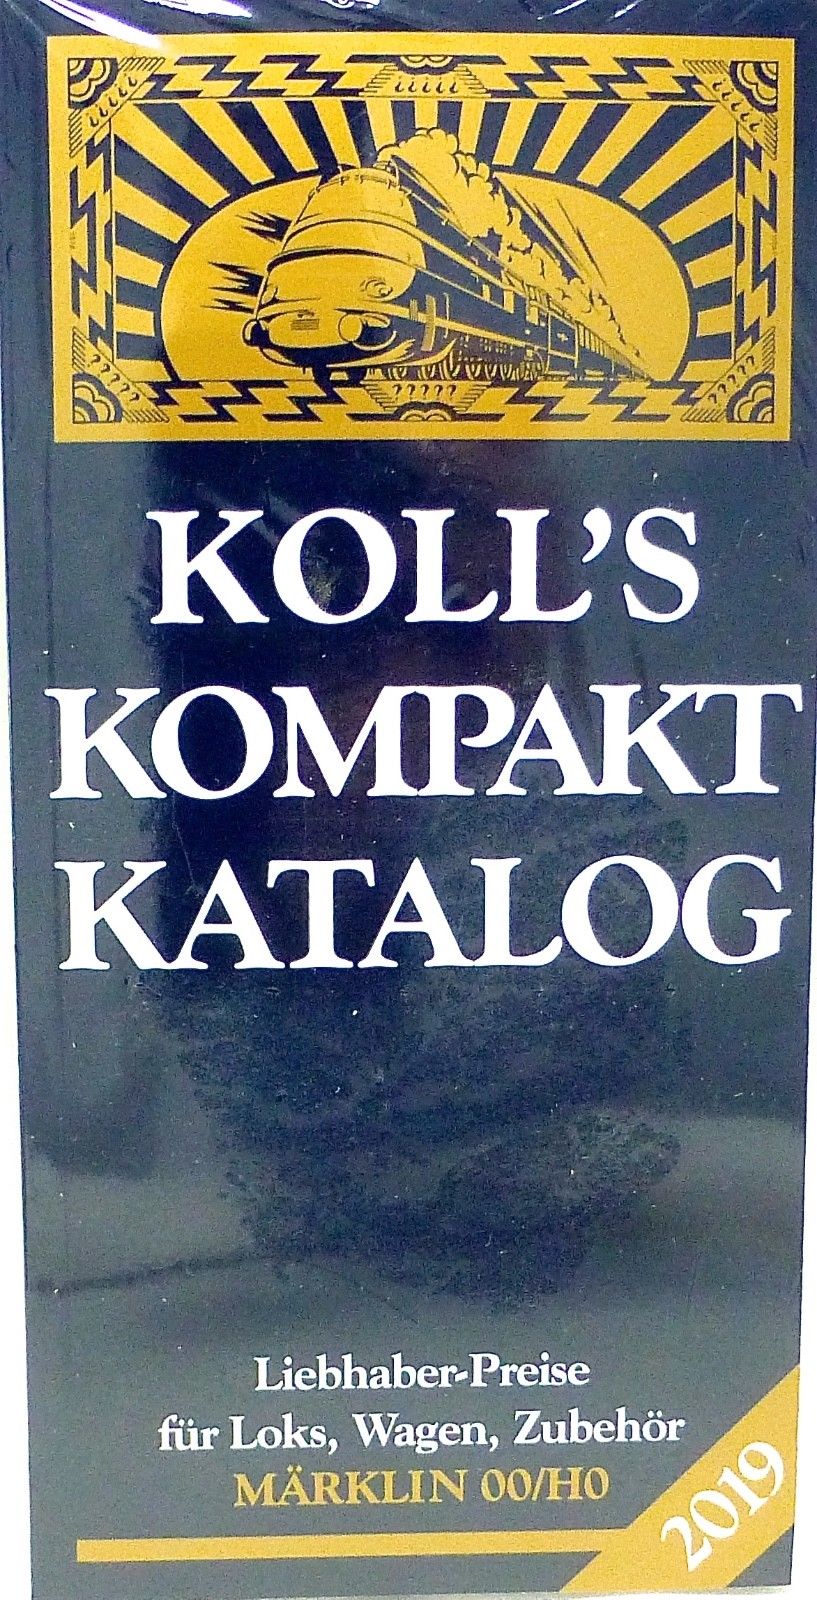 KOLL'S
KOMPAKT
KATALOG
Liebhaber-Preise
für Loks, Wagen, Zubehör
MÄRKLIN 00/H0
2019